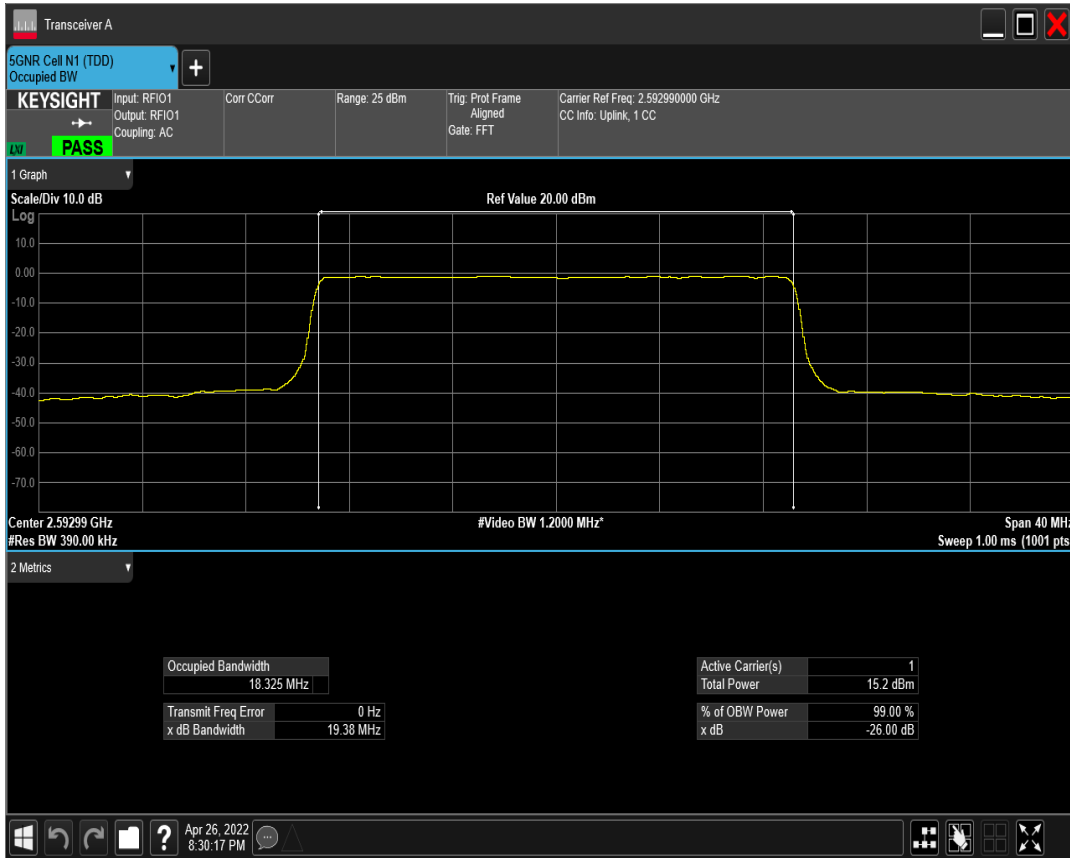 Transceiver A
5GNR Cell N1 (TDD)
Occupied BW
+
KEYSIGHT
LXI
PASS
Input: RFIO1
Output: RFIO1
Coupling: AC
Corr CCorr
Range: 25 dBm
Trig: Prot Frame
Aligned
Gate: FFT
Carrier Ref Freq: 2.592990000 GHz
CC Info: Uplink, 1 CC
1 Graph
Scale/Div 10.0 dB
Ref Value 20.00 dBm
Log
10.0
0.00
-10.0
-20.0
-30.0
-40.0
-50.0
-60.0
-70.0
Center 2.59299 GHz
#Video BW 1.2000 MHz*
Span 40 MHz
#Res BW 390.00 kHz
Sweep 1.00 ms (1001 pts
2 Metrics
Occupied Bandwidth
18.325 MHz
Transmit Freq Error 0 Hz
x dB Bandwidth 19.38 MHz
Active Carrier(s) 1
Total Power 15.2 dBm
% of OBW Power 99.00 %
x dB -26.00 dB
?
Apr 26, 2022
8:30:17 PM